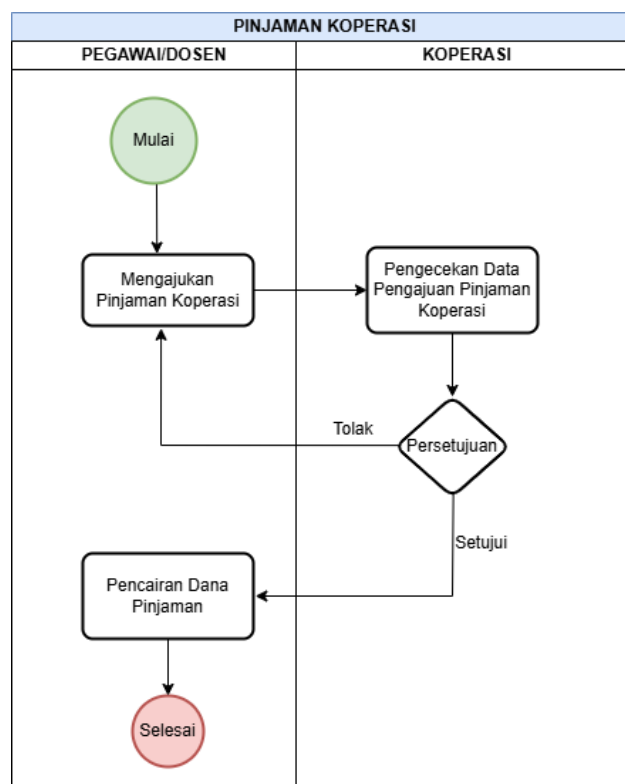 PINJAMAN KOPERASI
PEGAWAI/DOSEN
KOPERASI
Mulai
Mengajukan
Pinjaman Koperasi
Pengecekan Data
Pengajuan Pinjaman
Koperasi
Tolak
Persetujuan
Setujui
Pencairan Dana
Pinjaman
Selesai